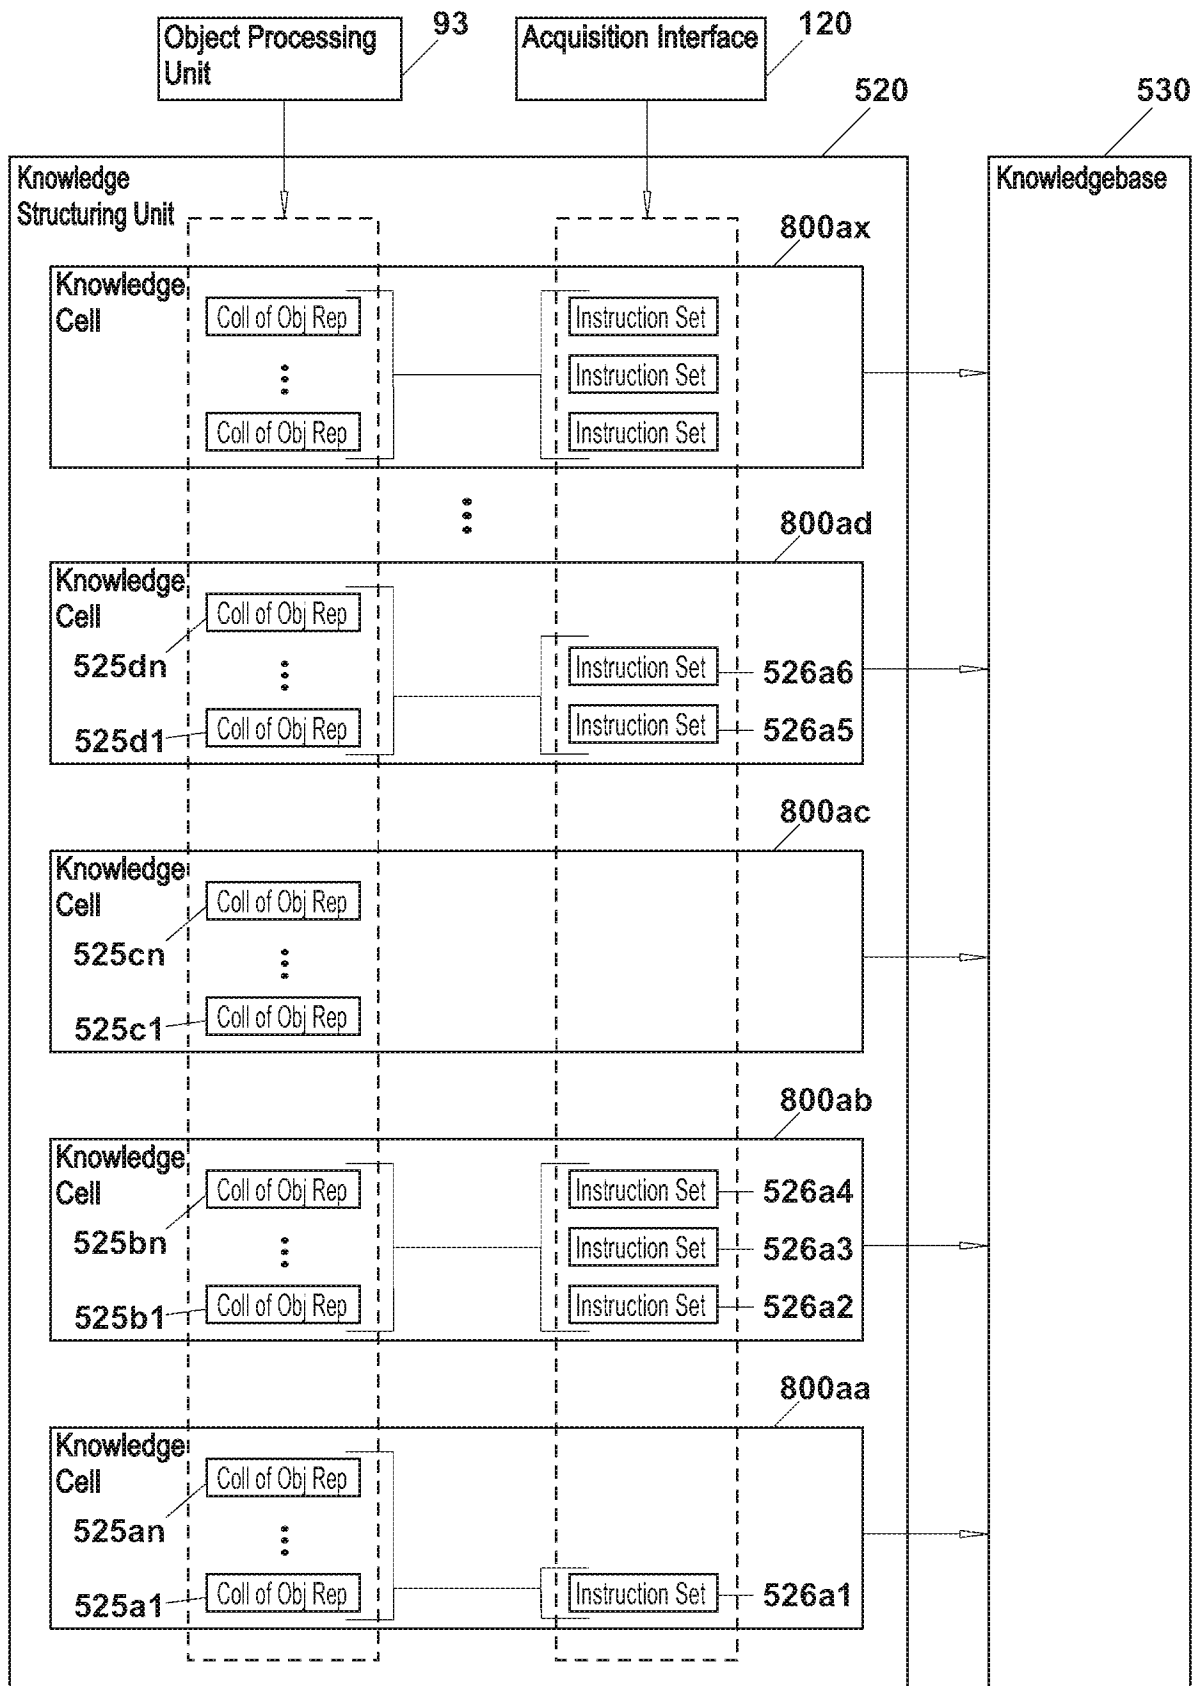 Object Processing
Unit
93
Acquisition Interface
120
520
530
Knowledge
Structuring Unit
Knowledgebase
800ax
Knowledge
Cell
Coll of Obj Rep
Instruction Set
Instruction Set
Coll of Obj Rep
Instruction Set
800ad
Knowledge
Cell
Coll of Obj Rep
525dn
Instruction Set
526a6
Coll of Obj Rep
525d1
Instruction Set
526a5
800ac
Knowledge
Cell
Coll of Obj Rep
525cn
Coll of Obj Rep
525c1
800ab
Knowledge
Cell
Coll of Obj Rep
Instruction Set
526a4
525bn
Instruction Set
526a3
Coll of Obj Rep
525b1
Instruction Set
526a2
800aa
Knowledge
Cell
Coll of Obj Rep
525an
Coll of Obj Rep
525a1
Instruction Set
526a1